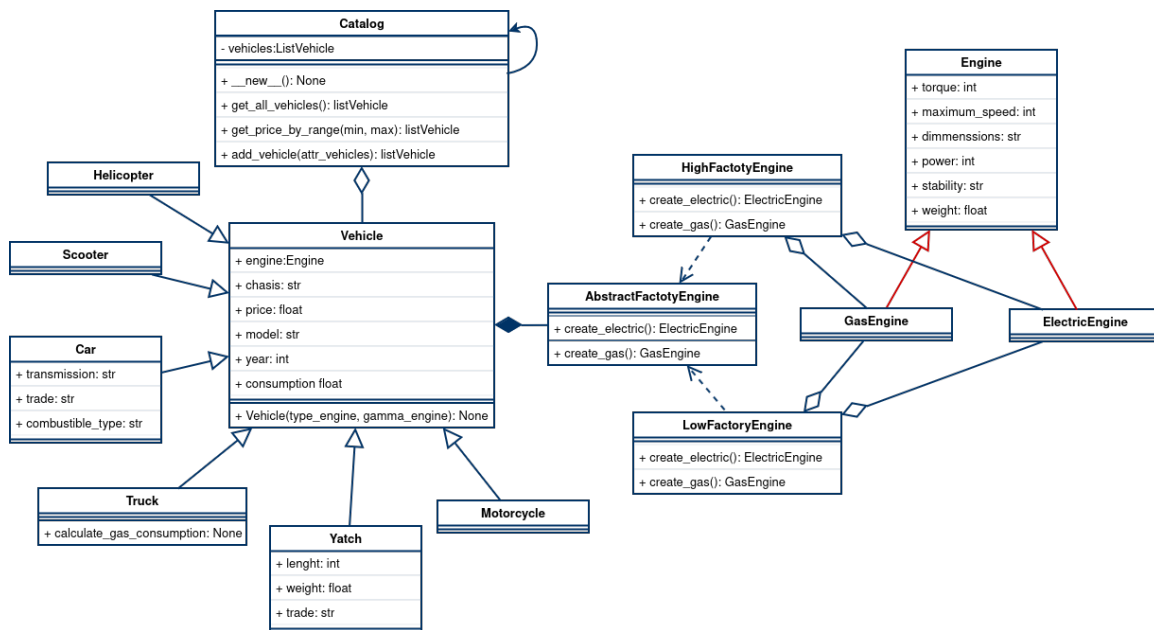 Catalog
- vehicles:ListVehicle
+ __new__(): None
+ get_all_vehicles(): listVehicle
+ get_price_by_range(min, max): listVehicle
+ add_vehicle(attr_vehicles): listVehicle
Engine
+ torque: int
+ maximum_speed: int
+ dimmenssions: str
+ power: int
+ stability: str
+ weight: float
HighFactotyEngine
+ create_electric(): ElectricEngine
+ create_gas(): GasEngine
Helicopter
Scooter
Vehicle
+ engine:Engine
+ chasis: str
+ price: float
+ model: str
+ year: int
+ consumption float
+ Vehicle(type_engine, gamma_engine): None
AbstractFactotyEngine
+ create_electric(): ElectricEngine
+ create_gas(): GasEngine
GasEngine
ElectricEngine
Car
+ transmission: str
+ trade: str
+ combustible_type: str
LowFactoryEngine
+ create_electric(): ElectricEngine
+ create_gas(): GasEngine
Truck
+ calculate_gas_consumption: None
Yatch
+ lenght: int
+ weight: float
+ trade: str
Motorcycle